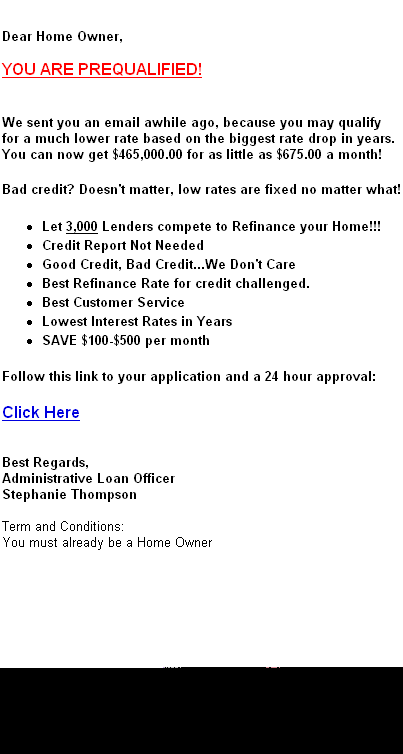 Dear Home Owner,
YOU ARE PREQUALIFIED!
We sent you an email awhile ago, because you may qualify
for a much lower rate based on the biggest rate drop in years.
You can now get $465,000.00 for as little as $675.00 a month!
Bad credit? Doesn't matter, low rates are fixed no matter what!
• Let 3,000 Lenders compete to Refinance your Home!!!
• Credit Report Not Needed
• Good Credit, Bad Credit...We Don't Care
• Best Refinance Rate for credit challenged.
• Best Customer Service
• Lowest Interest Rates in Years
• SAVE $100-$500 per month
Follow this link to your application and a 24 hour approval:
Click Here
Best Regards,
Administrative Loan Officer
Stephanie Thompson
Term and Conditions:
You must already be a Home Owner